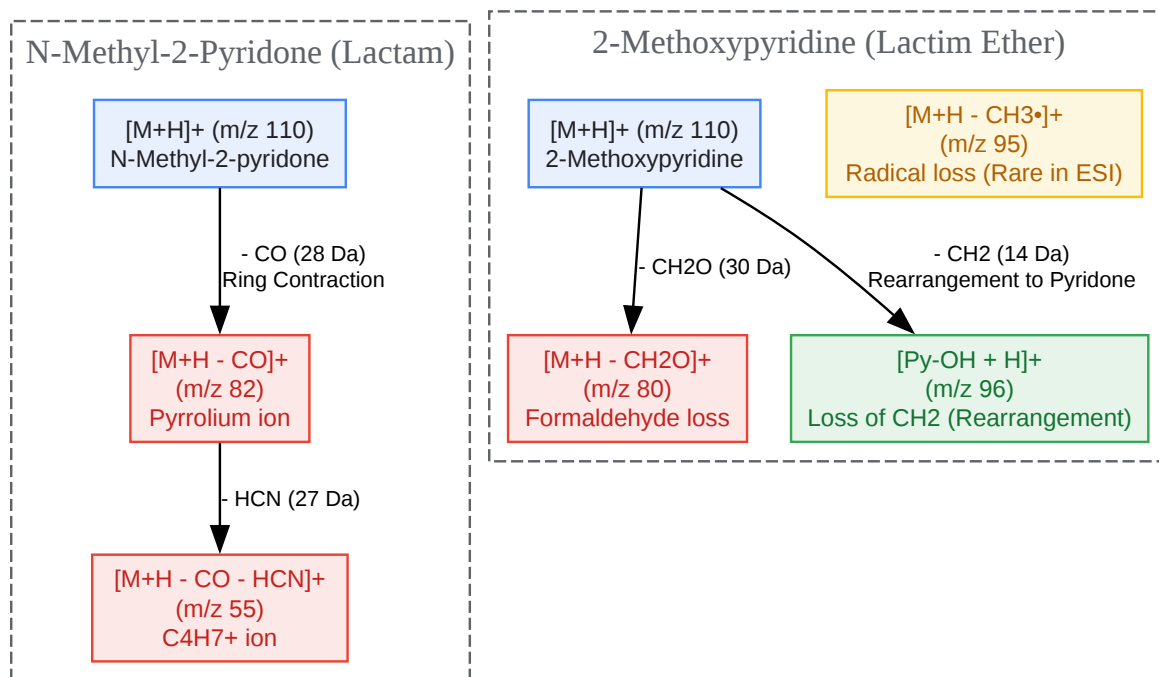 N-Methyl-2-Pyridone (Lactam)
[M+H]+ (m/z 110)
N-Methyl-2-pyridone
- CO (28 Da)
Ring Contraction
[M+H - CO]+
(m/z 82)
Pyrrolium ion
- HCN (27 Da)
[M+H - CO - HCN]+
(m/z 55)
C4H7+ ion
2-Methoxypyridine (Lactim Ether)
[M+H]+ (m/z 110)
2-Methoxypyridine
[M+H - CH3•]+
(m/z 95)
Radical loss (Rare in ESI)
- CH2O (30 Da)
- CH2 (14 Da)
Rearrangement to Pyridone
[M+H - CH2O]+
(m/z 80)
Formaldehyde loss
[Py-OH + H]+
(m/z 96)
Loss of CH2 (Rearrangement)